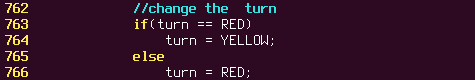 762 //change the  turn
763 if(turn == RED)
764 turn = YELLOW;
765 else
766 turn = RED;